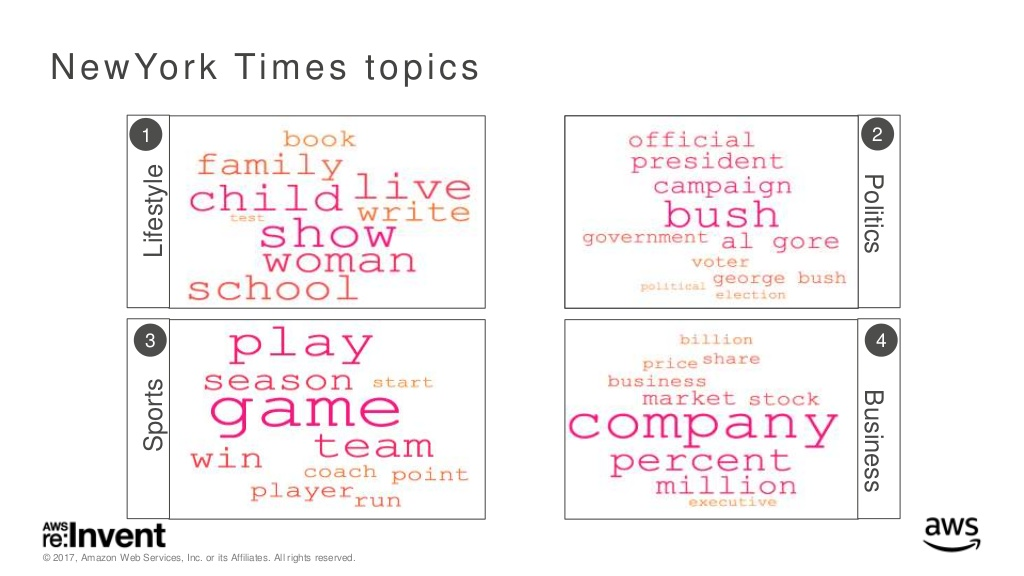 NewYork Times topics
1
Lifestyle
book
family
child live
test write
show
woman
school
2
Politics
official
president
campaign
bush
government al gore
voter
george bush
political
election
3
Sports
play
season start
game
team
win
coach point
player run
4
Business
billion
price share
business
market stock
company
percent
million
executive
AWS
re:Invent
© 2017, Amazon Web Services, Inc. or its Affiliates. All rights reserved.
aws